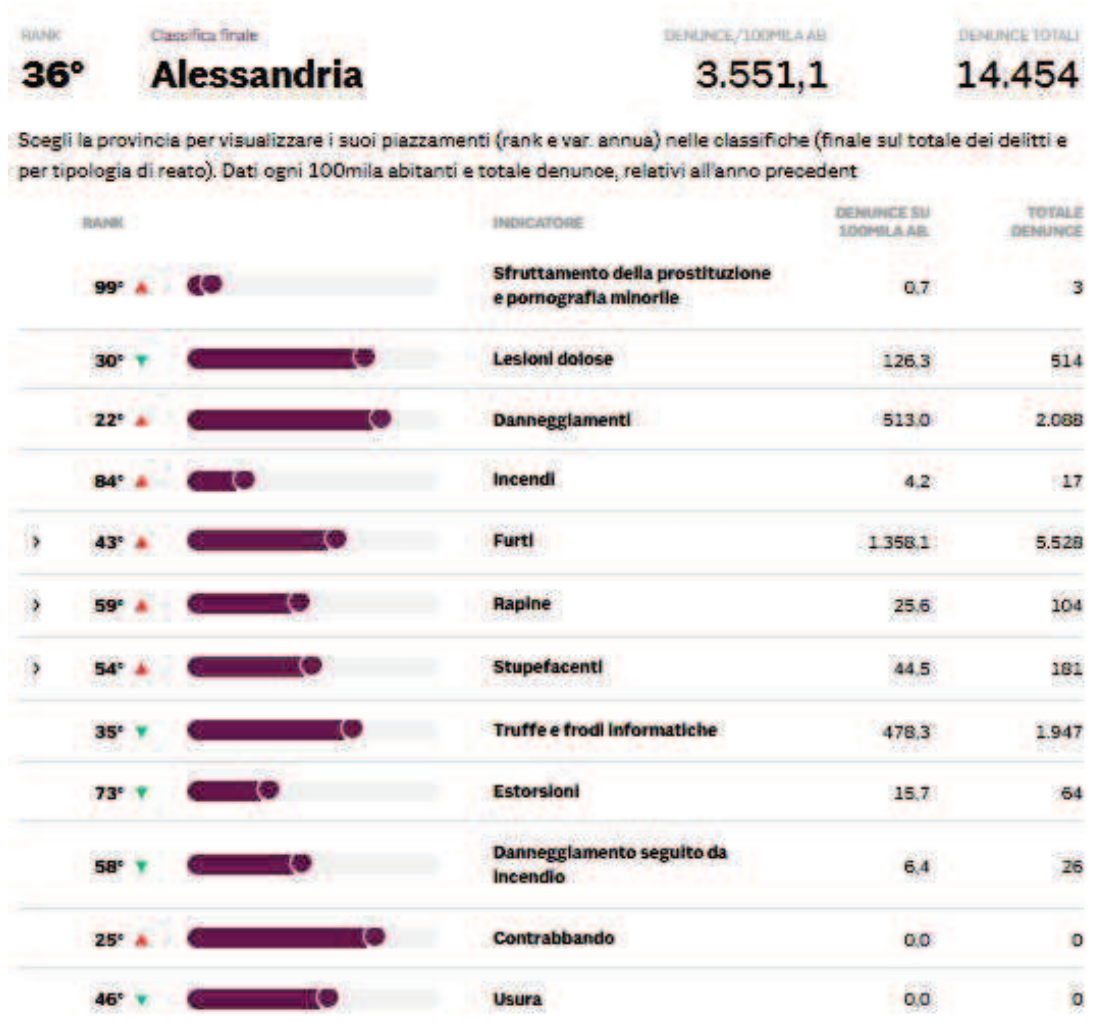 RANK Classifica finale DENUNCE/100MILA AB. DENUNCE TOTALI
36° Alessandria 3.551,1 14.454
Scegli la provincia per visualizzare i suoi piazzamenti (rank e var. annua) nelle classifiche (finale sul totale dei delitti e
per tipologia di reato). Dati ogni 100mila abitanti e totale denunce, relativi all'anno precedent
RANK INDICATORE DENUNCE SU 100MILA AB. TOTALE DENUNCE
99° Sfruttamento della prostituzione e pornografia minorile 0,7 3
30° Lesioni dolose 126,3 514
22° Danneggiamenti 513,0 2.088
84° Incendi 4,2 17
43° Furti 1.358,1 5.528
59° Rapine 25,6 104
54° Stupefacenti 44,5 181
35° Truffe e frodi informatiche 478,3 1.947
73° Estorsioni 15,7 64
58° Danneggiamento seguito da incendio 6,4 26
25° Contrabbando 0,0 0
46° Usura 0,0 0